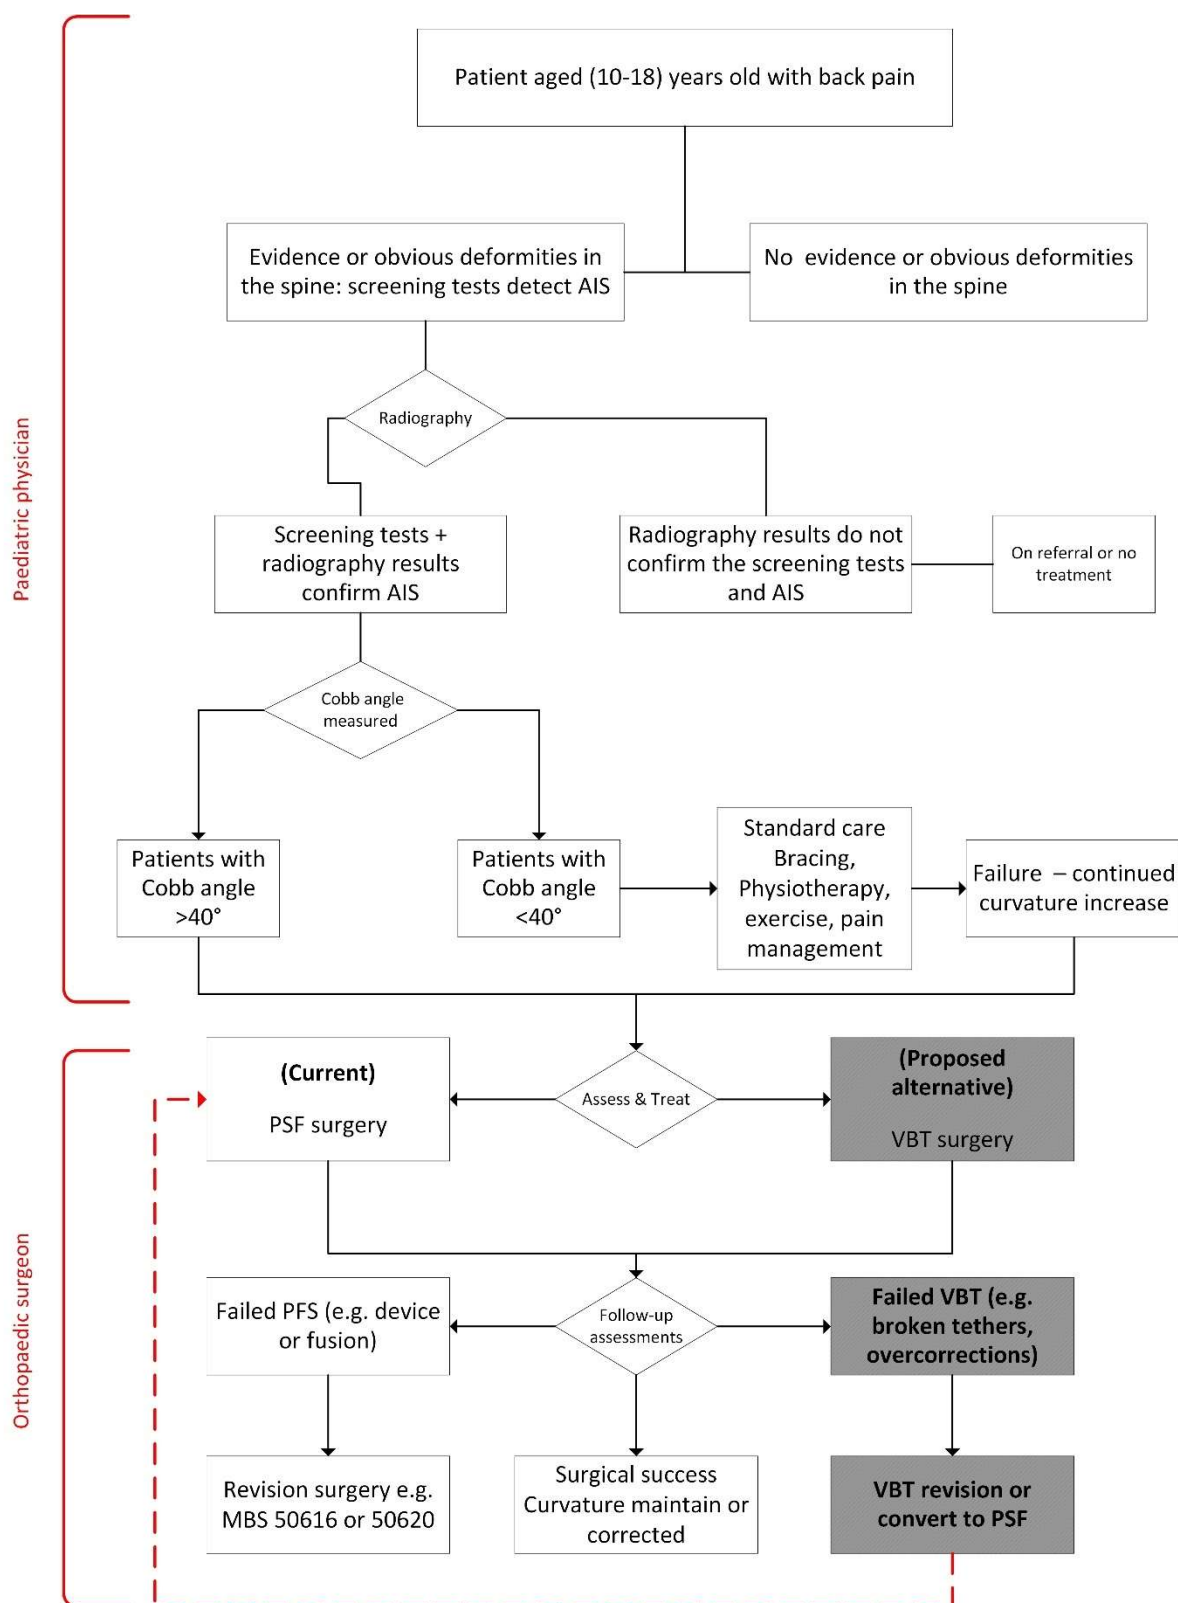 Patient aged (10-18) years old with back pain
Evidence or obvious deformities in
the spine: screening tests detect AIS
No evidence or obvious deformities
in the spine
Radiography
Paediatric physician
Screening tests +
radiography results
confirm AIS
Radiography results do not
confirm the screening tests
and AIS
On referral or no
treatment
Cobb angle
measured
Patients with
Cobb angle
>40°
Patients with
Cobb angle
<40°
Standard care
Bracing,
Physiotherapy,
exercise, pain
management
Failure – continued
curvature increase
(Current)
PSF surgery
Assess & Treat
(Proposed
alternative)
VBT surgery
Orthopaedic surgeon
Failed PFS (e.g. device
or fusion)
Follow-up
assessments
Failed VBT (e.g.
broken tethers,
overcorrections)
Revision surgery e.g.
MBS 50616 or 50620
Surgical success
Curvature maintain or
corrected
VBT revision or
convert to PSF